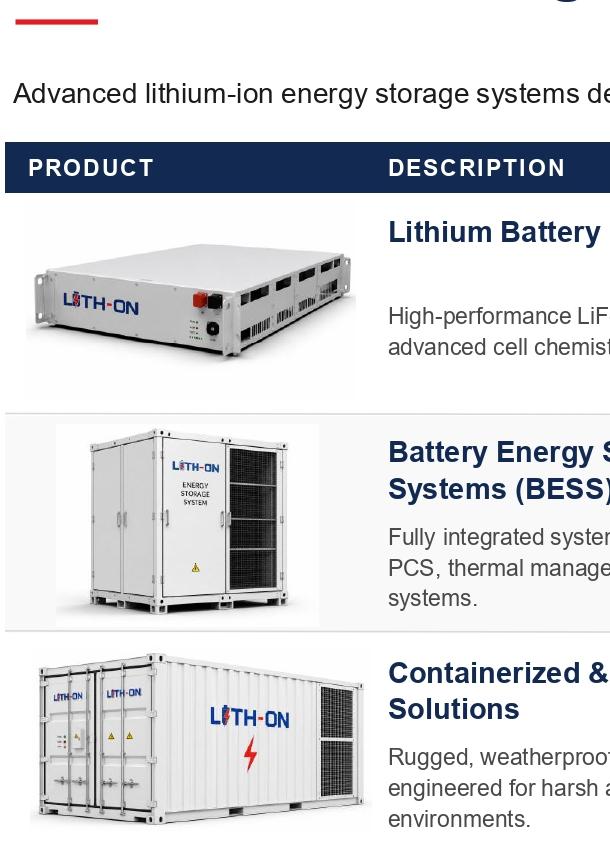 Advanced lithium-ion energy storage systems de
PRODUCT DESCRIPTION
Lithium Battery
LITH-ON
High-performance LiF
advanced cell chemist
Battery Energy S
Systems (BESS)
LITH-ON
ENERGY
STORAGE
SYSTEM
Fully integrated system
PCS, thermal manage
systems.
Containerized &
Solutions
LITH-ON LITH-ON LITH-ON
Rugged, weatherproof
engineered for harsh a
environments.